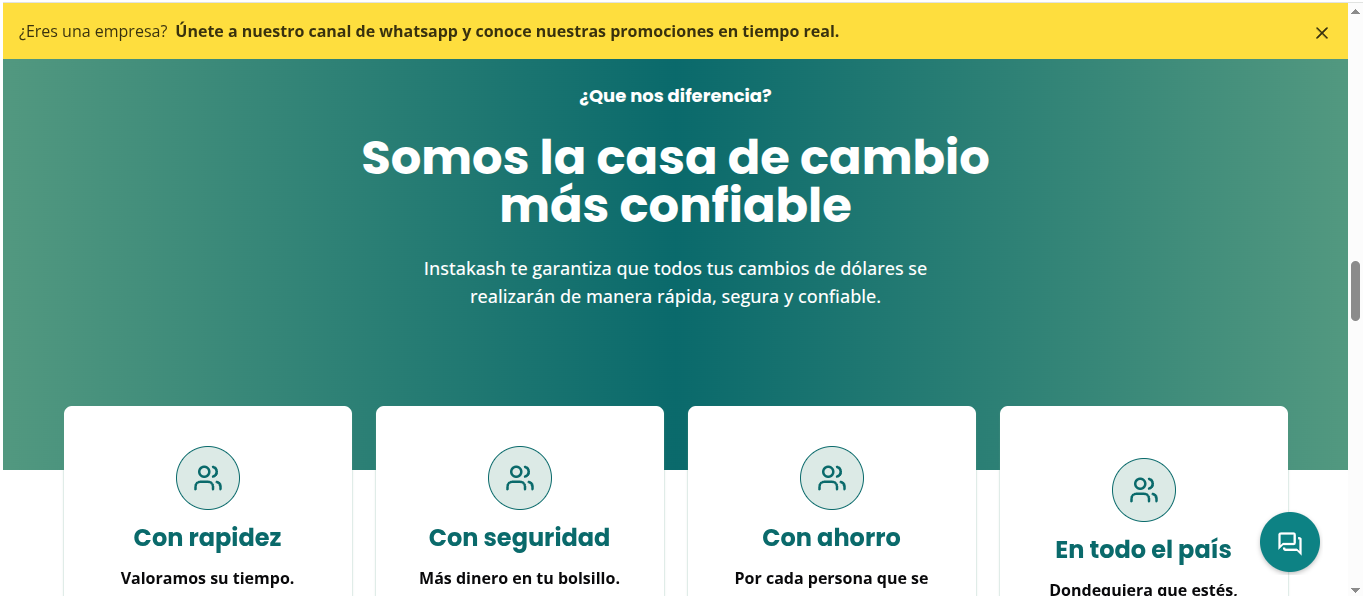 ¿Eres una empresa? Únete a nuestro canal de whatsapp y conoce nuestras promociones en tiempo real.
¿Que nos diferencia?
Somos la casa de cambio
más confiable
Instakash te garantiza que todos tus cambios de dólares se
realizarán de manera rápida, segura y confiable.
Con rapidez
Valoramos su tiempo.
Con seguridad
Más dinero en tu bolsillo.
Con ahorro
Por cada persona que se
En todo el país
Dondequiera que estés,